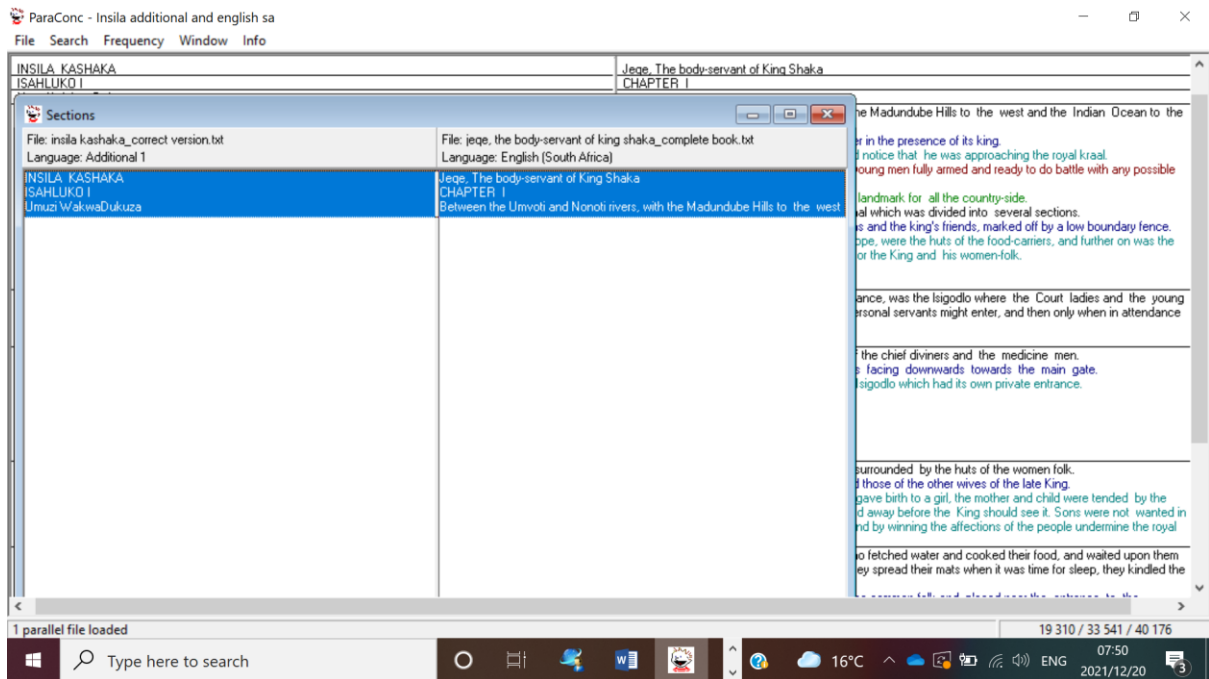 ParaConc - Insila additional and english sa
File Search Frequency Window Info
INSILA KASHAKA
ISAHLUKO I
Jeqe, The body-servant of King Shaka
CHAPTER I
Sections
File: insila kashaka_correct version.txt
Language: Additional 1
File: jeqe, the body-servant of king shaka_complete book.txt
Language: English (South Africa)
INSILA KASHAKA
ISAHLUKO I
Umuzi WakwaDukuza
Jeqe, The body-servant of King Shaka
CHAPTER I
Between the Umvoti and Nonoti rivers, with the Madundube Hills to the west
he Madundube Hills to the west and the Indian Ocean to the
er in the presence of its king.
notice that he was approaching the royal kraal.
young men fully armed and ready to do battle with any possible
landmark for all the country-side.
al which was divided into several sections.
s and the king's friends, marked off by a low boundary fence.
ope, were the huts of the food-carriers, and further on was the
or the King and his women-folk.
ance, was the Isigodlo where the Court ladies and the young
ersonal servants might enter, and then only when in attendance
the chief diviners and the medicine men.
s facing downwards towards the main gate.
Isigodlo which had its own private entrance.
surrounded by the huts of the women folk.
those of the other wives of the late King.
gave birth to a girl, the mother and child were tended by the
d away before the King should see it. Sons were not wanted in
nd by winning the affections of the people undermine the royal
o fetched water and cooked their food, and waited upon them
ey spread their mats when it was time for sleep, they kindled the
1 parallel file loaded
19 310 / 33 541 / 40 176
Type here to search
16°C
ENG
07:50
2021/12/20
3